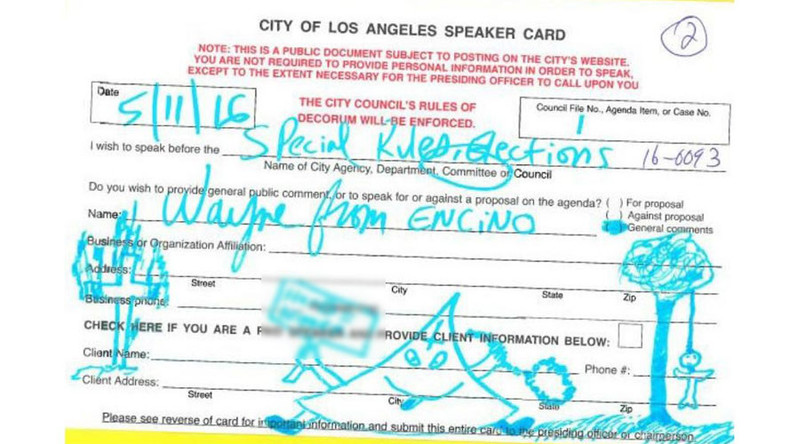 CITY OF LOS ANGELES SPEAKER CARD
2
NOTE: THIS IS A PUBLIC DOCUMENT SUBJECT TO POSTING ON THE CITY'S WEBSITE.
YOU ARE NOT REQUIRED TO PROVIDE PERSONAL INFORMATION IN ORDER TO SPEAK,
EXCEPT TO THE EXTENT NECESSARY FOR THE PRESIDING OFFICER TO CALL UPON YOU
Date
5/11/16
THE CITY COUNCIL'S RULES OF
DECORUM WILL BE ENFORCED.
Council File No., Agenda Item, or Case No.
1
16-0093
I wish to speak before the Special Rules, Elections
Name of City Agency, Department, Committee or Council
Do you wish to provide general public comment, or to speak for or against a proposal on the agenda? ( ) For proposal
( ) Against proposal
General comments
Name: Wayne from ENCINO
Business or Organization Affiliation:
Address:
Street City State Zip
Business phone:
CHECK HERE IF YOU ARE A PROVIDE CLIENT INFORMATION BELOW:
Client Name: Phone #:
Client Address:
Street City State Zip
Please see reverse of card for important information and submit this entire card to the presiding officer or chairperson